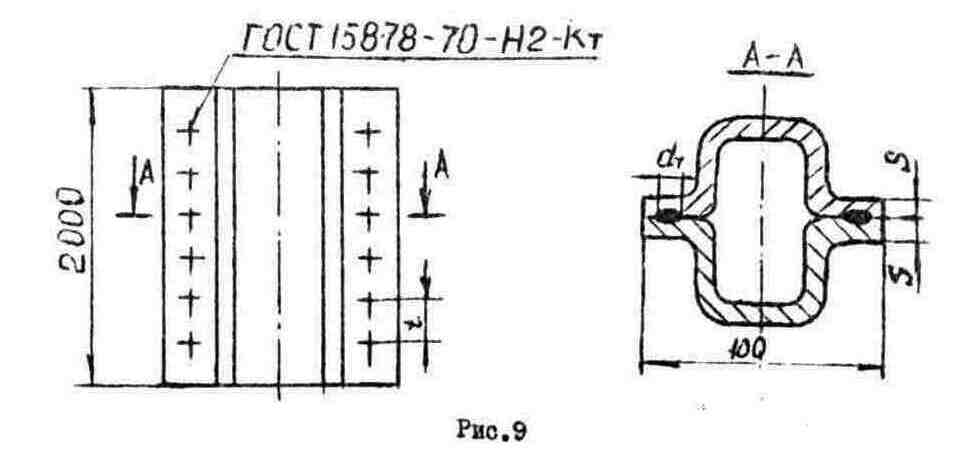 ГОСТ 15878-70-Н2-Кт
А-А
А
А
dт
S
S
2000
t
100
Рис.9